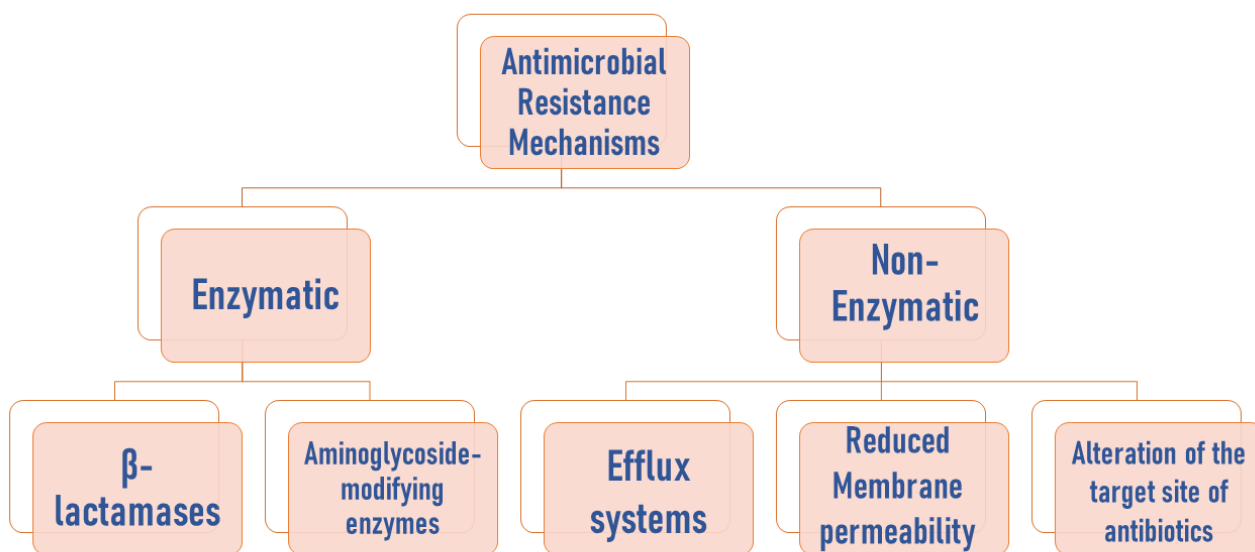 Antimicrobial
Resistance
Mechanisms
Enzymatic
Non-
Enzymatic
β-
lactamases
Aminoglycoside-
modifying
enzymes
Efflux
systems
Reduced
Membrane
permeability
Alteration of the
target site of
antibiotics